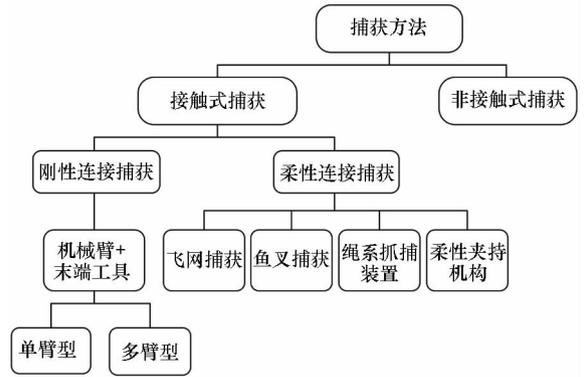 捕获方法
接触式捕获
非接触式捕获
刚性连接捕获
柔性连接捕获
机械臂+
末端工具
飞网捕获
鱼叉捕获
绳系抓捕
装置
柔性夹持
机构
单臂型
多臂型